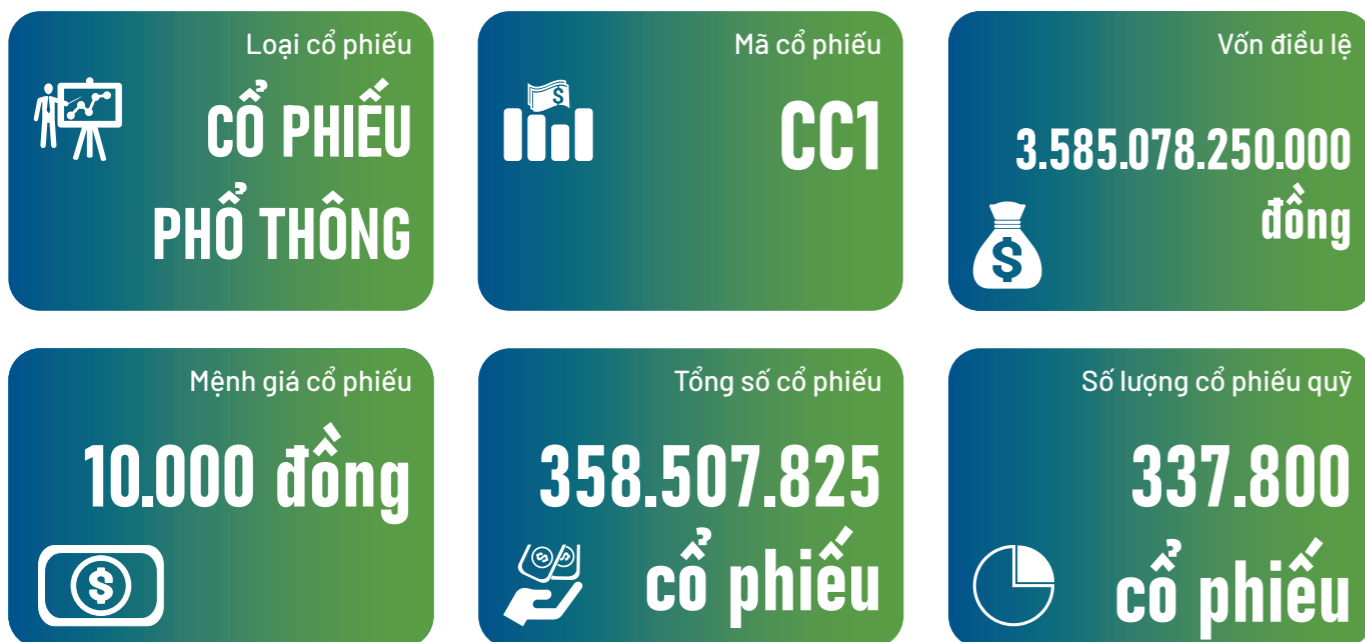 Loại cổ phiếu
CỔ PHIẾU
PHỔ THÔNG
Mã cổ phiếu
CC1
Vốn điều lệ
3.585.078.250.000
đồng
Mệnh giá cổ phiếu
10.000 đồng
Tổng số cổ phiếu
358.507.825
cổ phiếu
Số lượng cổ phiếu quỹ
337.800
cổ phiếu